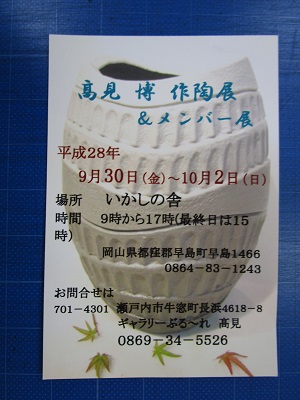 髙見 博 作陶展
&メンバー展
平成28年
9月30日(金)~10月2日(日)
場所 いかしの舎
時間 9時から17時(最終日は15
時)
岡山県都窪郡早島町早島1466
0864-83-1243
お問合せは
701-4301 瀬戸内市牛窓町長浜4618-8
ギャラリーぶる~れ 髙見
0869-34-5526